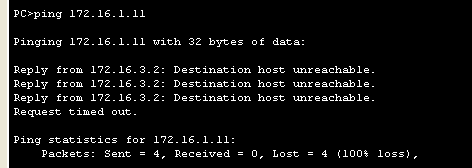 PC>ping 172.16.1.11
Pinging 172.16.1.11 with 32 bytes of data:
Reply from 172.16.3.2: Destination host unreachable.
Reply from 172.16.3.2: Destination host unreachable.
Reply from 172.16.3.2: Destination host unreachable.
Request timed out.
Ping statistics for 172.16.1.11:
Packets: Sent = 4, Received = 0, Lost = 4 (100% loss),